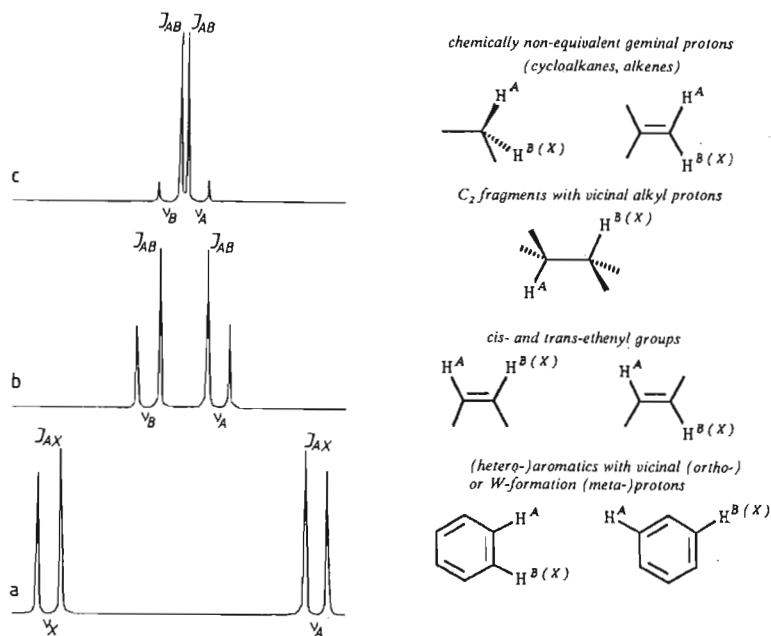 J_AB J_AB
c
ν_B ν_A
J_AB J_AB
b
ν_B ν_A
J_AX J_AX
a
ν_X ν_A
chemically non-equivalent geminal protons
(cycloalkanes, alkenes)
H^A H^A
H^B(X) H^B(X)
C₂ fragments with vicinal alkyl protons
H^B(X)
H^A
cis- and trans-ethenyl groups
H^A H^B(X) H^A
H^B(X)
(hetero-)aromatics with vicinal (ortho-)
or W-formation (meta-)protons
H^A H^A H^B(X)
H^B(X)